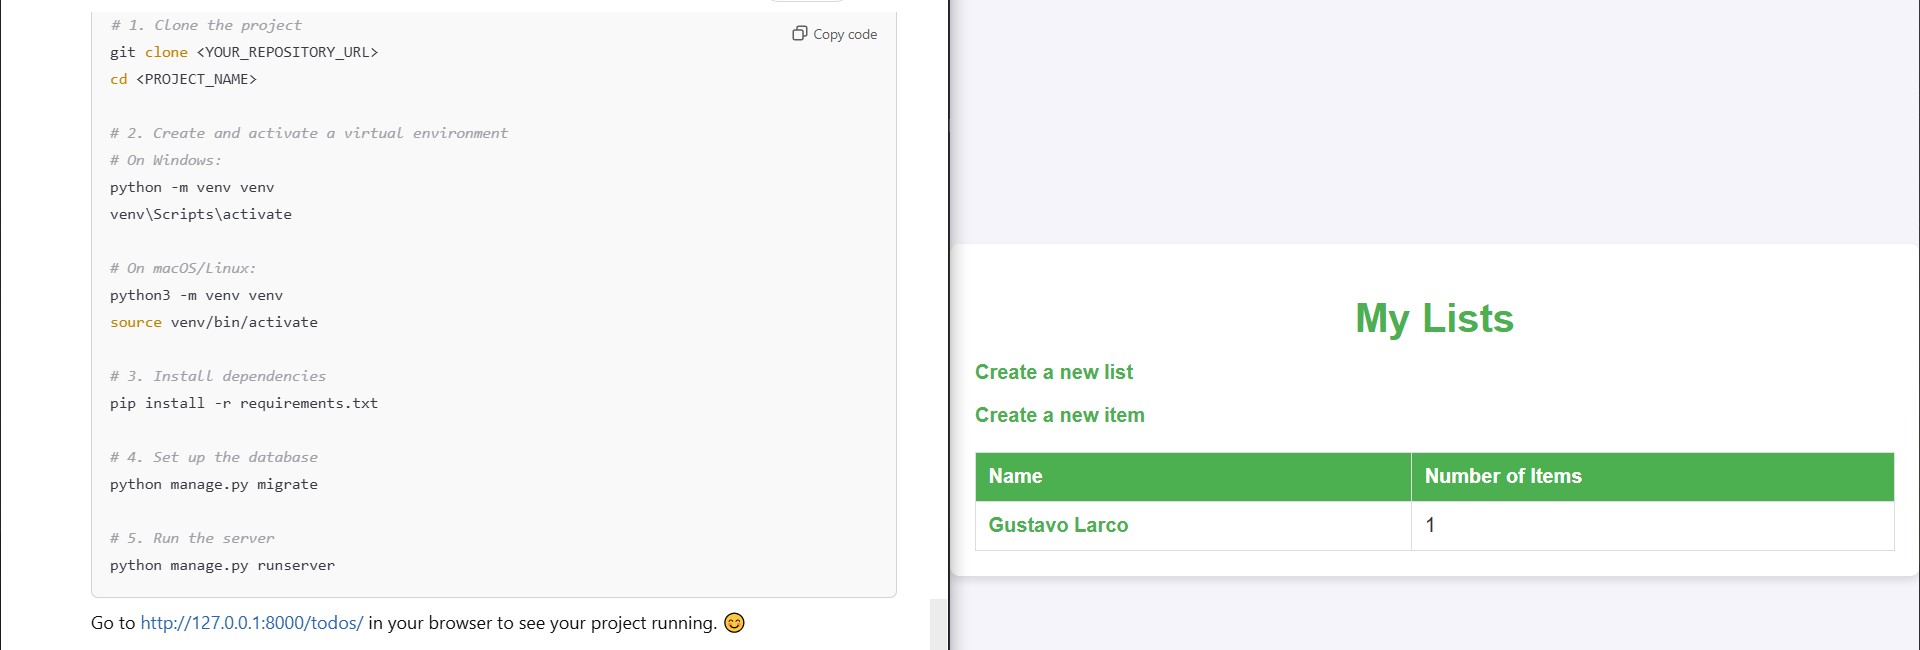 # 1. Clone the project
Copy code
git clone <YOUR_REPOSITORY_URL>
cd <PROJECT_NAME>
# 2. Create and activate a virtual environment
# On Windows:
python -m venv venv
venv\Scripts\activate
# On macOS/Linux:
python3 -m venv venv
source venv/bin/activate
# 3. Install dependencies
pip install -r requirements.txt
# 4. Set up the database
python manage.py migrate
# 5. Run the server
python manage.py runserver
Go to http://127.0.0.1:8000/todos/ in your browser to see your project running. 😊
My Lists
Create a new list
Create a new item
Name Number of Items
Gustavo Larco 1